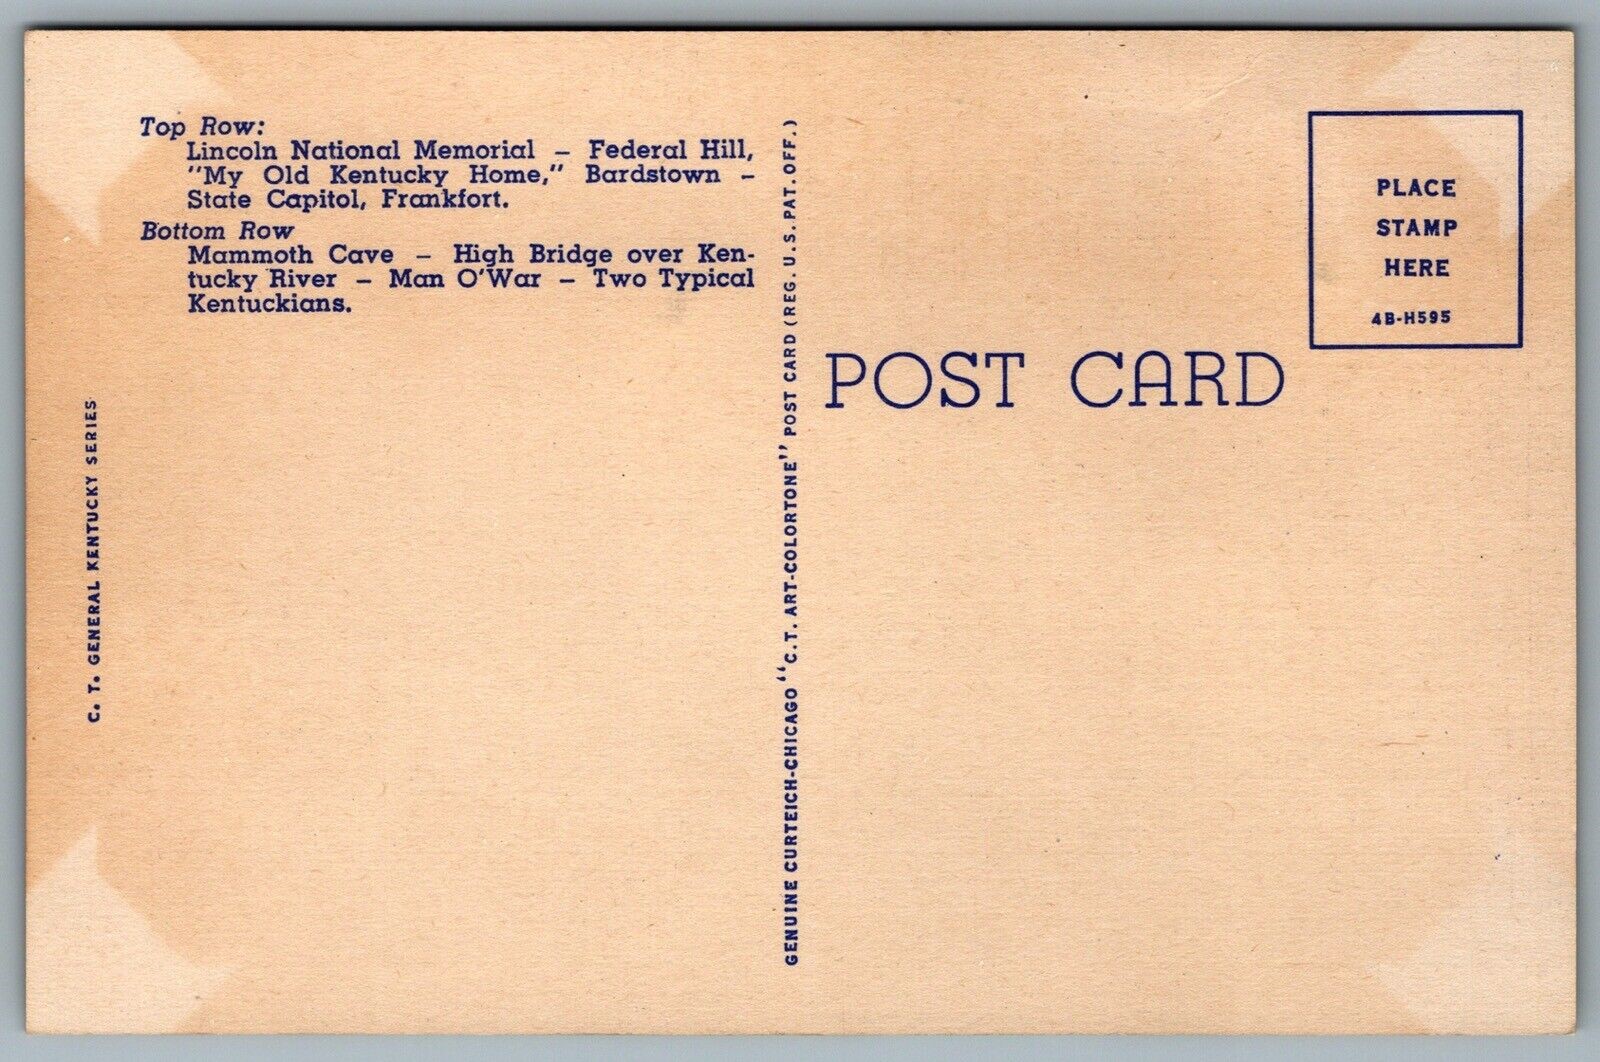 Top Row:
Lincoln National Memorial – Federal Hill,
"My Old Kentucky Home," Bardstown –
State Capitol, Frankfort.
Bottom Row
Mammoth Cave – High Bridge over Ken-
tucky River – Man O'War – Two Typical
Kentuckians.
C. T. GENERAL KENTUCKY SERIES
GENUINE CURTEICH-CHICAGO "C. T. ART-COLORTONE" POST CARD (REG. U.S. PAT. OFF.)
POST CARD
PLACE
STAMP
HERE
4B-H595